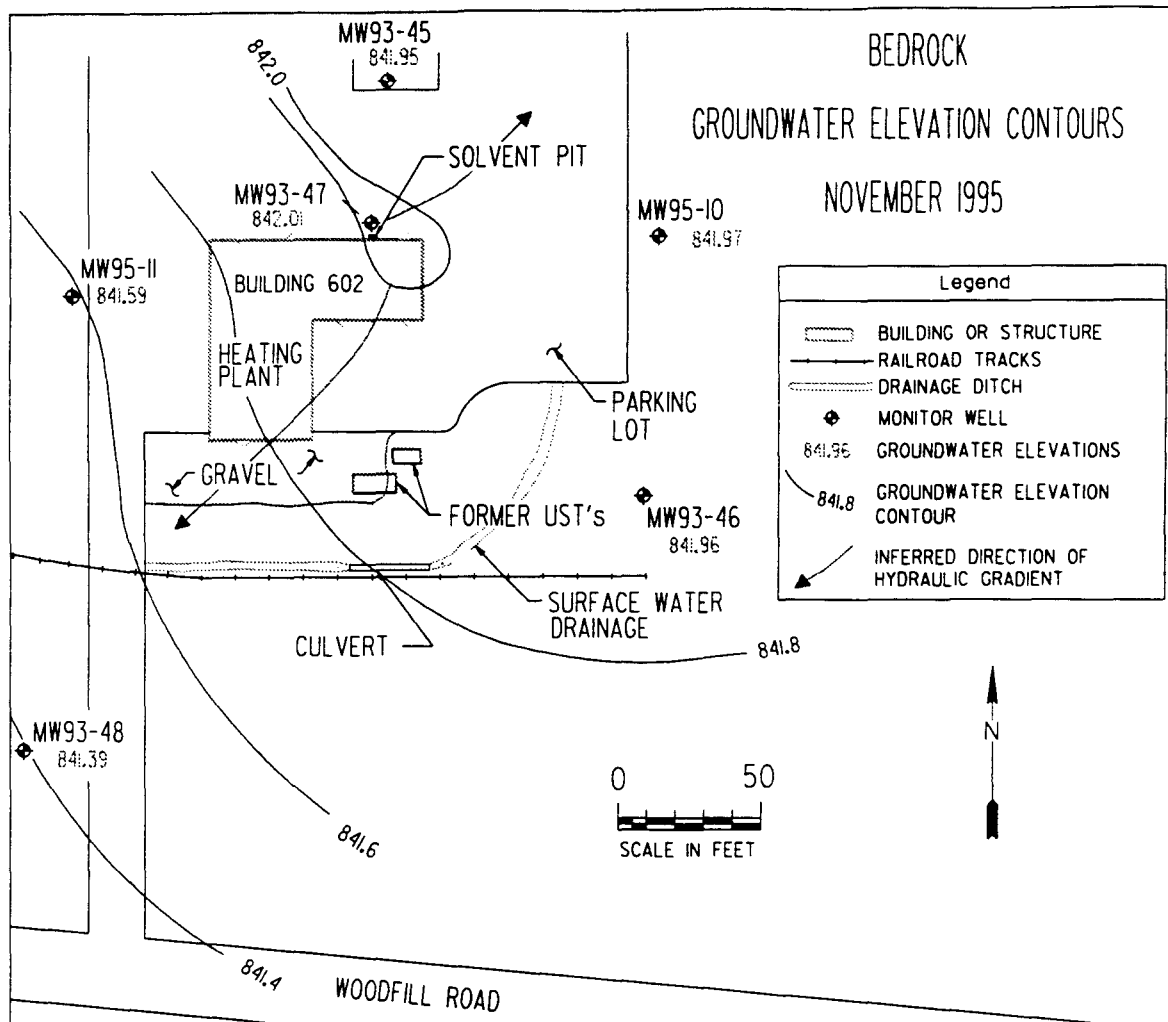 BEDROCK
GROUNDWATER ELEVATION CONTOURS
NOVEMBER 1995
MW93-45
841.95
842.0
SOLVENT PIT
MW93-47
842.01
MW95-10
841.97
MW95-11
841.59
BUILDING 602
HEATING
PLANT
PARKING
LOT
GRAVEL
FORMER UST's
MW93-46
841.96
SURFACE WATER
DRAINAGE
CULVERT
841.8
MW93-48
841.39
841.6
841.4
WOODFILL ROAD
Legend
BUILDING OR STRUCTURE
RAILROAD TRACKS
DRAINAGE DITCH
MONITOR WELL
841.96 GROUNDWATER ELEVATIONS
841.8 GROUNDWATER ELEVATION
CONTOUR
INFERRED DIRECTION OF
HYDRAULIC GRADIENT
N
0 50
SCALE IN FEET